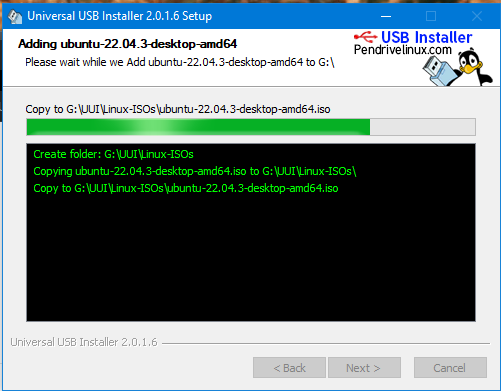 Universal USB Installer 2.0.1.6 Setup
Adding ubuntu-22.04.3-desktop-amd64
Please wait while we Add ubuntu-22.04.3-desktop-amd64 to G:\
USB Installer
Pendrivelinux.com
Copy to G:\UUI\Linux-ISOs\ubuntu-22.04.3-desktop-amd64.iso
Create folder: G:\UUI\Linux-ISOs
Copying ubuntu-22.04.3-desktop-amd64.iso to G:\UUI\Linux-ISOs\
Copy to G:\UUI\Linux-ISOs\ubuntu-22.04.3-desktop-amd64.iso
Universal USB Installer 2.0.1.6
< Back
Next >
Cancel